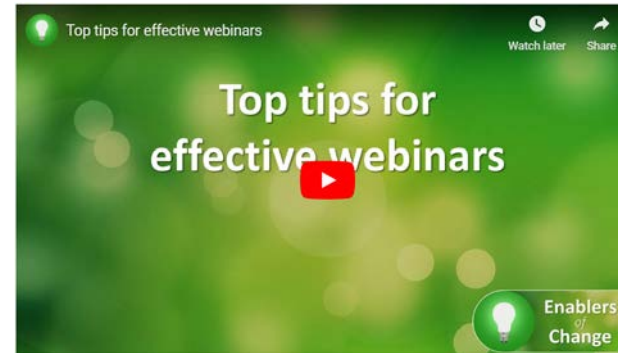 Top tips for effective webinars
Watch later
Share
Top tips for
effective webinars
Enablers
of
Change